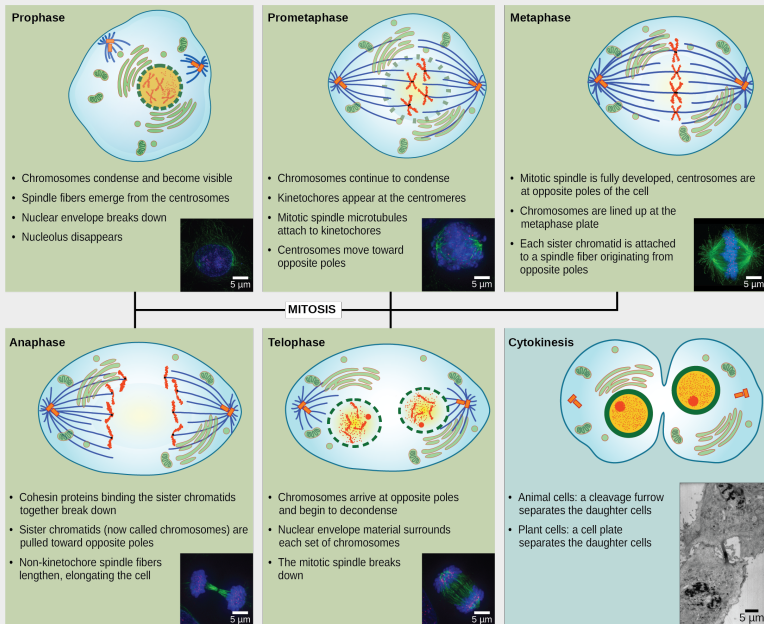 Prophase
• Chromosomes condense and become visible
• Spindle fibers emerge from the centrosomes
• Nuclear envelope breaks down
• Nucleolus disappears
5 µm
Prometaphase
• Chromosomes continue to condense
• Kinetochores appear at the centromeres
• Mitotic spindle microtubules
attach to kinetochores
• Centrosomes move toward
opposite poles
5 µm
Metaphase
• Mitotic spindle is fully developed, centrosomes are
at opposite poles of the cell
• Chromosomes are lined up at the
metaphase plate
• Each sister chromatid is attached
to a spindle fiber originating from
opposite poles
5 µm
MITOSIS
Anaphase
• Cohesin proteins binding the sister chromatids
together break down
• Sister chromatids (now called chromosomes) are
pulled toward opposite poles
• Non-kinetochore spindle fibers
lengthen, elongating the cell
5 µm
Telophase
• Chromosomes arrive at opposite poles
and begin to decondense
• Nuclear envelope material surrounds
each set of chromosomes
• The mitotic spindle breaks
down
5 µm
Cytokinesis
• Animal cells: a cleavage furrow
separates the daughter cells
• Plant cells: a cell plate
separates the daughter cells
5 µm